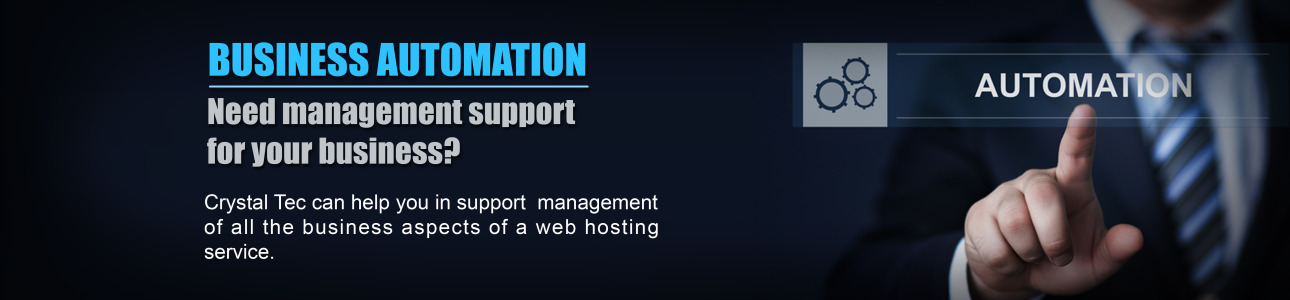 BUSINESS AUTOMATION
Need management support
for your business?
Crystal Tec can help you in support  management
of all the business aspects of a web hosting
service.
AUTOMATION